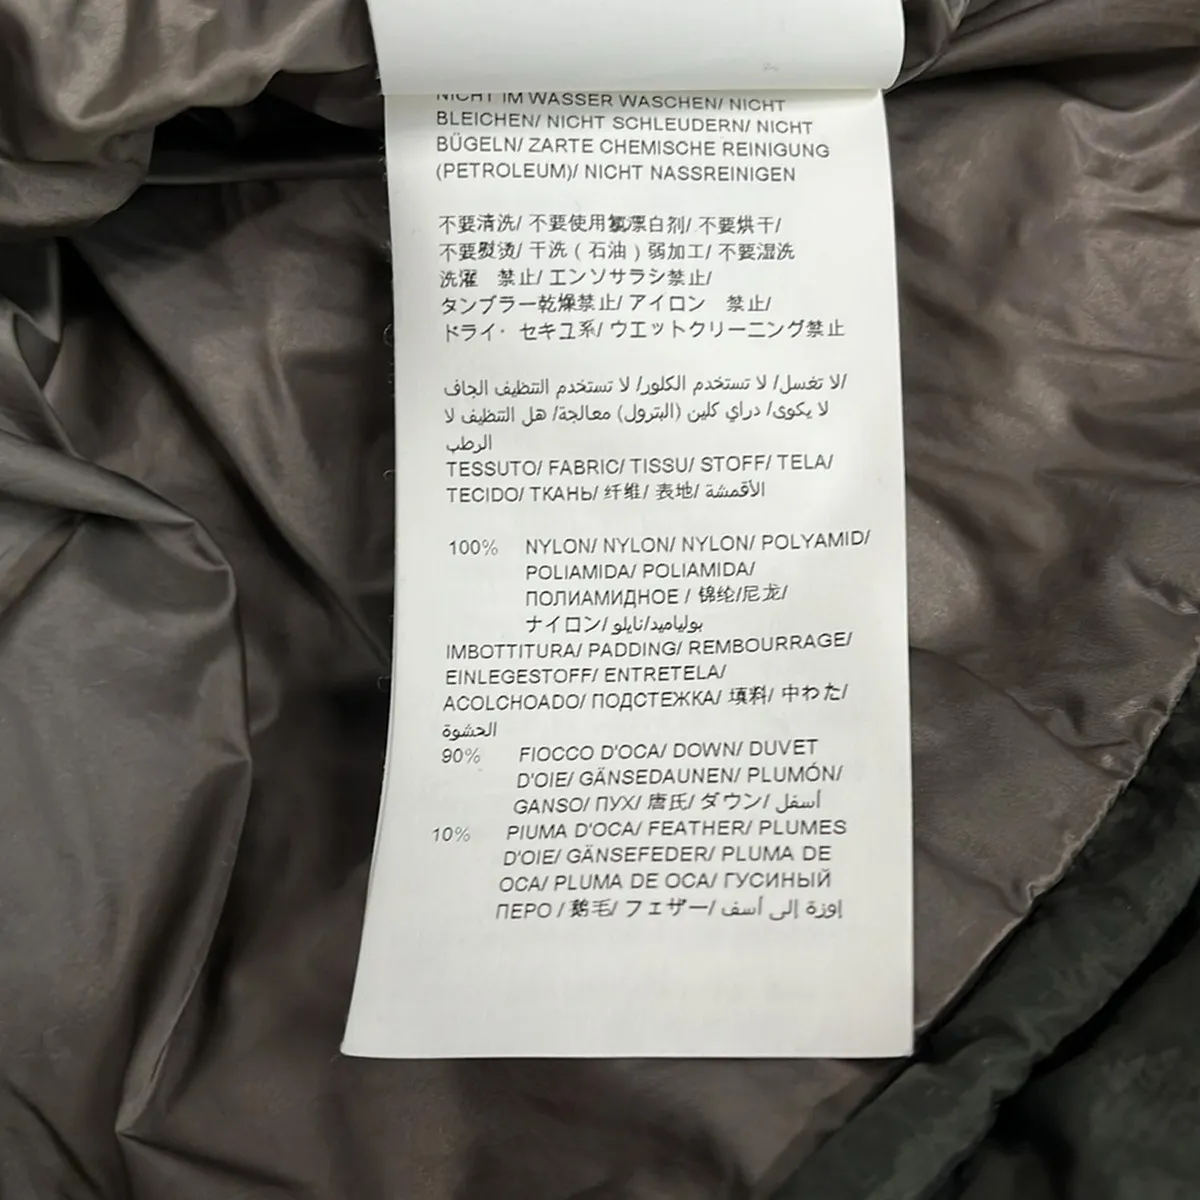 NICHT IM WASSER WASCHEN/ NICHT
BLEICHEN/ NICHT SCHLEUDERN/ NICHT
BÜGELN/ ZARTE CHEMISCHE REINIGUNG
(PETROLEUM)/ NICHT NASSREINIGEN
不要清洗/ 不要使用氯漂白剂/ 不要烘干/
不要熨烫/ 干洗 ( 石油 ) 弱加工/ 不要湿洗
洗濯　禁止/ エンソサラシ禁止/
タンブラー乾燥禁止/ アイロン　禁止/
ドライ・ セキユ系/ ウエットクリーニング禁止
لا تغسل/ لا تستخدم الكلور/ لا تستخدم التنظيف الجاف/
لا يكوى/ دراي كلين (البترول) معالجة/ هل التنظيف لا
الرطب
TESSUTO/ FABRIC/ TISSU/ STOFF/ TELA/
TECIDO/ ТКАНЬ/ 纤维/ 表地/ الأقمشة
100% NYLON/ NYLON/ NYLON/ POLYAMID/
POLIAMIDA/ POLIAMIDA/
ПОЛИАМИДНОЕ / 锦纶/尼龙/
ナイロン/ بولياميد/نايلو
IMBOTTITURA/ PADDING/ REMBOURRAGE/
EINLEGESTOFF/ ENTRETELA/
ACOLCHOADO/ ПОДСТЕЖКА/ 填料/ 中わた/
الحشوة
90% FIOCCO D'OCA/ DOWN/ DUVET
D'OIE/ GÄNSEDAUNEN/ PLUMÓN/
GANSO/ ПУХ/ 唐氏/ ダウン/ أسفل
10% PIUMA D'OCA/ FEATHER/ PLUMES
D'OIE/ GÄNSEFEDER/ PLUMA DE
OCA/ PLUMA DE OCA/ ГУСИНЫЙ
ПЕРО / 鹅毛/ フェザー/ إوزة إلى أسف